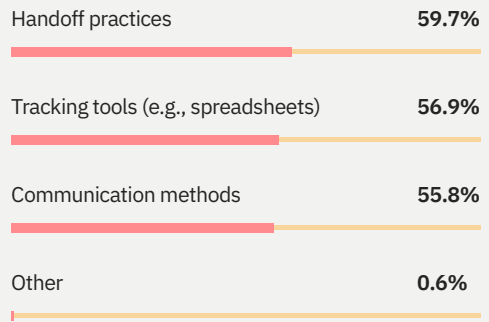 Handoff practices 59.7%
Tracking tools (e.g., spreadsheets) 56.9%
Communication methods 55.8%
Other 0.6%